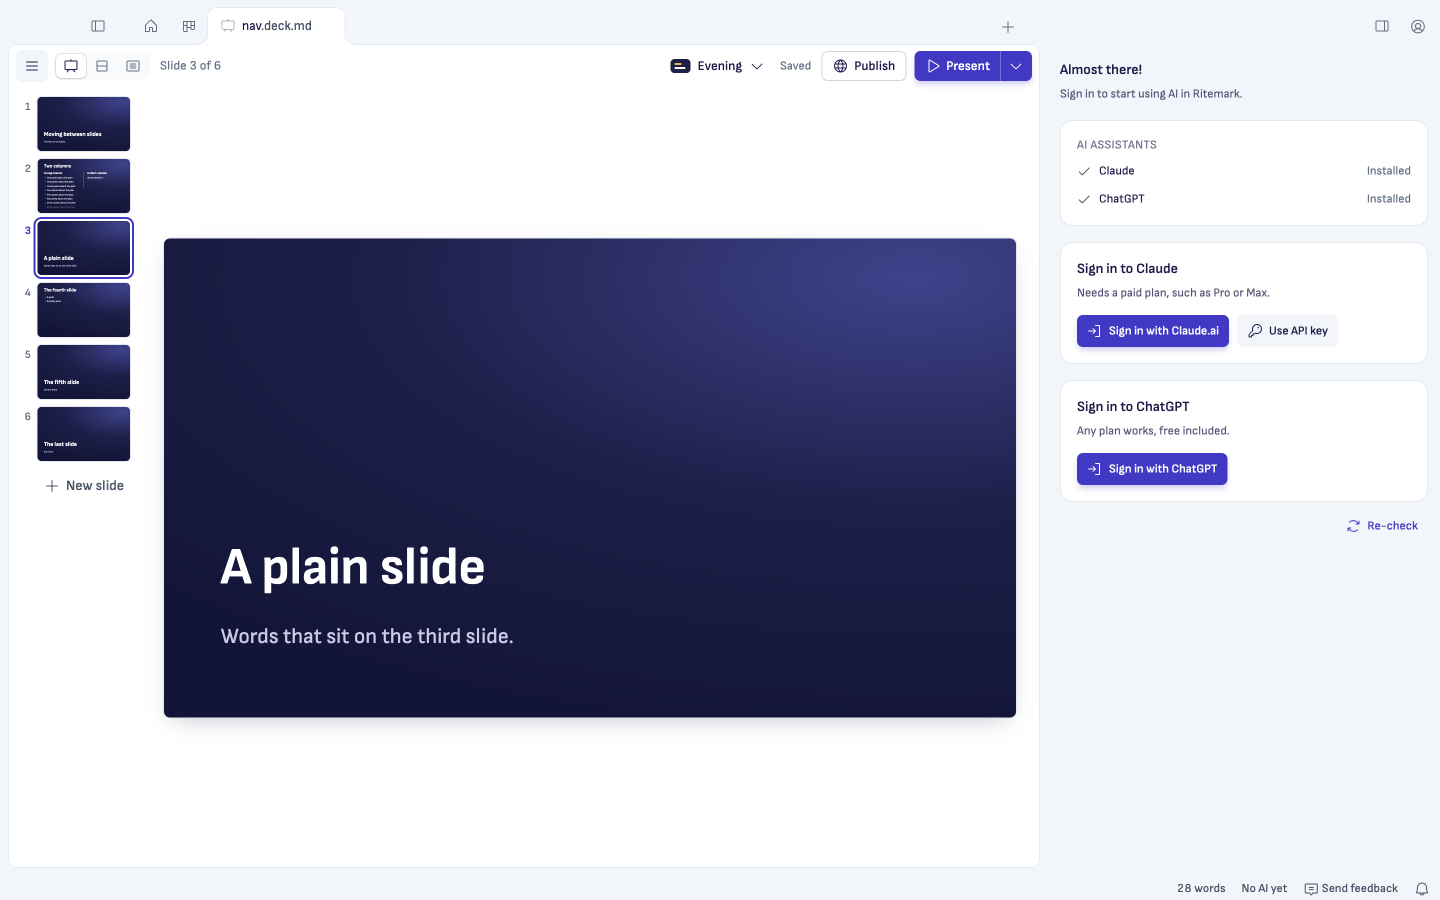 nav.deck.md
Slide 3 of 6
Evening
Saved
Publish
Present
1
Moving between slides
2
Two columns
3
A plain slide
4
The fourth slide
5
The fifth slide
6
The last slide
New slide
A plain slide
Words that sit on the third slide.
Almost there!
Sign in to start using AI in Ritemark.
AI ASSISTANTS
Claude Installed
ChatGPT Installed
Sign in to Claude
Needs a paid plan, such as Pro or Max.
Sign in with Claude.ai
Use API key
Sign in to ChatGPT
Any plan works, free included.
Sign in with ChatGPT
Re-check
28 words
No AI yet
Send feedback